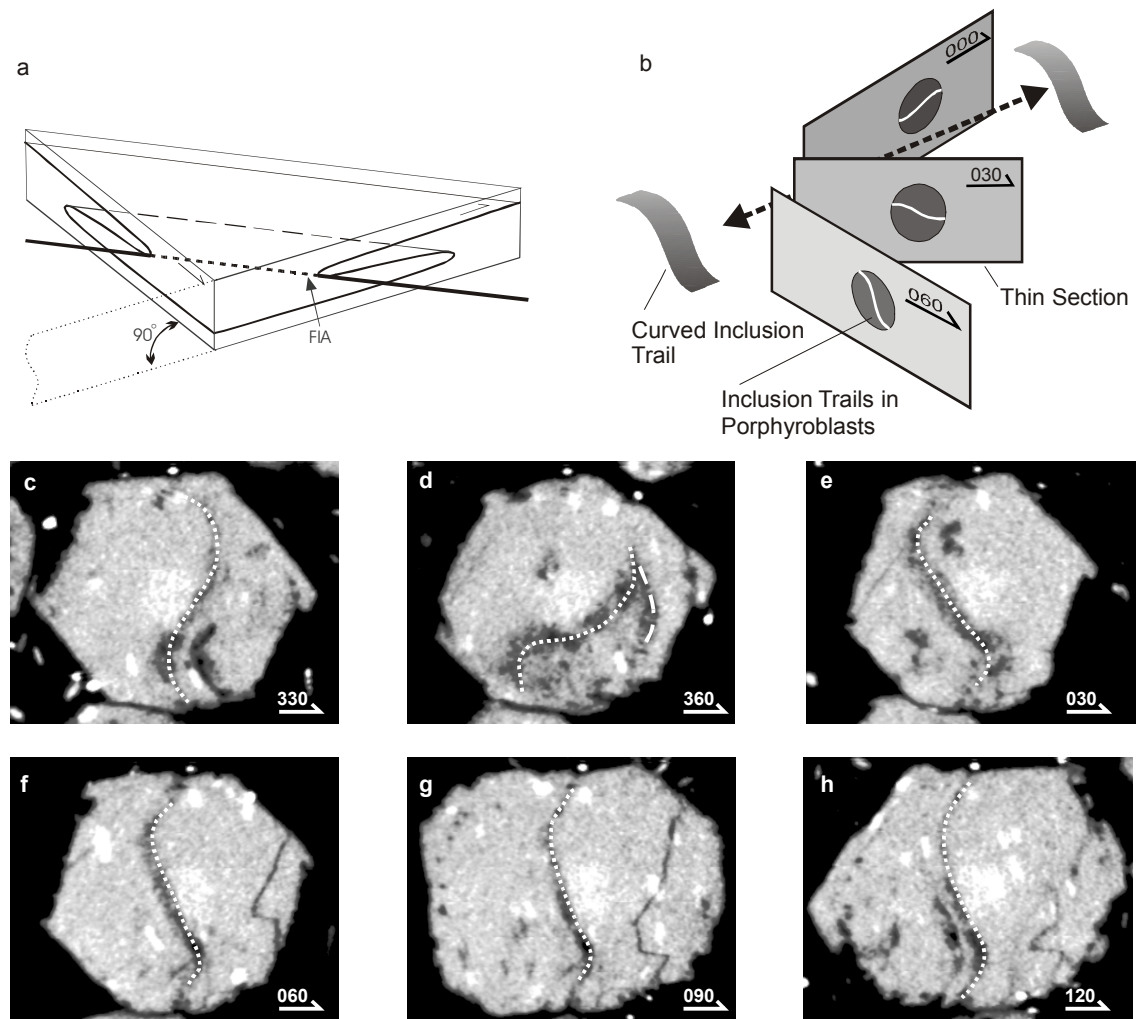 a
90°
FIA
b
000
030
060
Thin Section
Curved Inclusion
Trail
Inclusion Trails in
Porphyroblasts
c
330
d
360
e
030
f
060
g
090
h
120